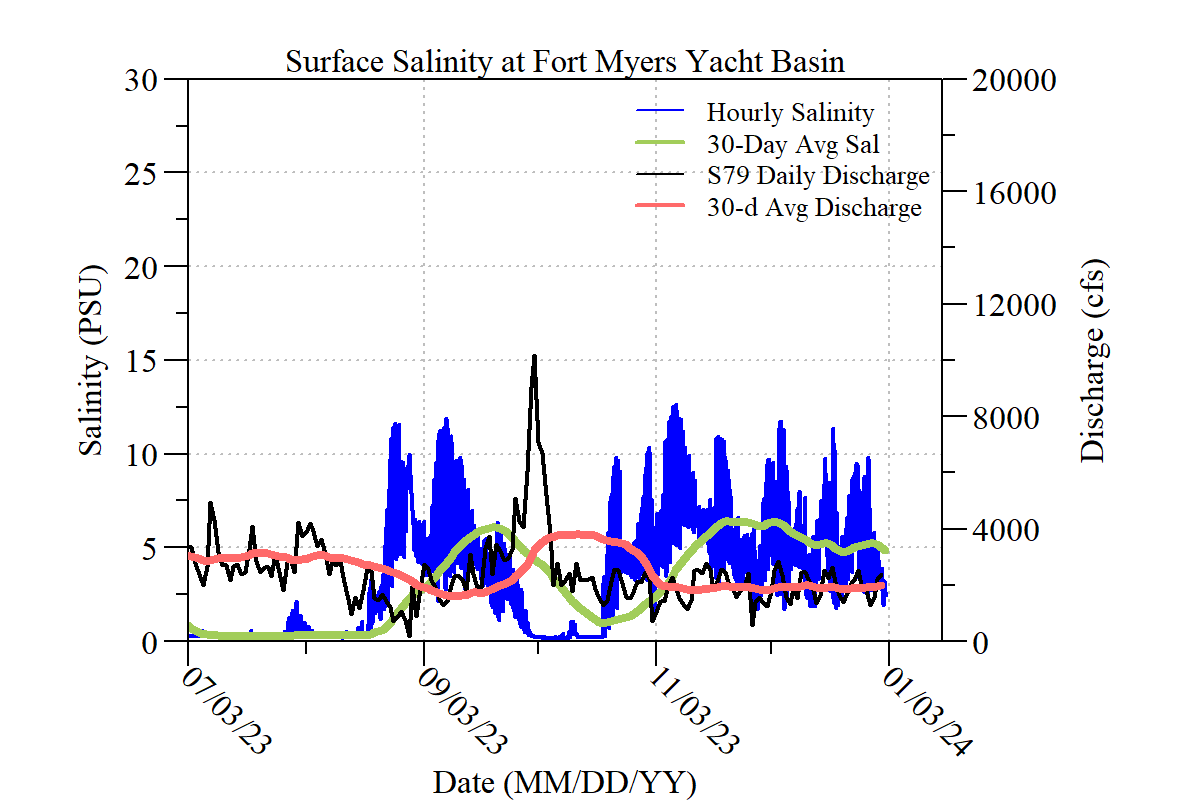 Surface Salinity at Fort Myers Yacht Basin
30
25
20
15
10
5
0
Salinity (PSU)
Hourly Salinity
30-Day Avg Sal
S79 Daily Discharge
30-d Avg Discharge
20000
16000
12000
8000
4000
0
Discharge (cfs)
07/03/23
09/03/23
11/03/23
01/03/24
Date (MM/DD/YY)